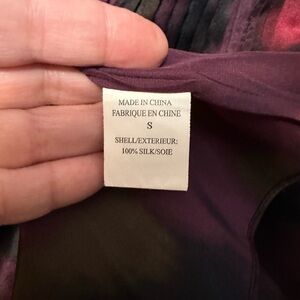 MADE IN CHINA
FABRIQUE EN CHINE
S
SHELL/EXTERIEUR:
100% SILK/SOIE